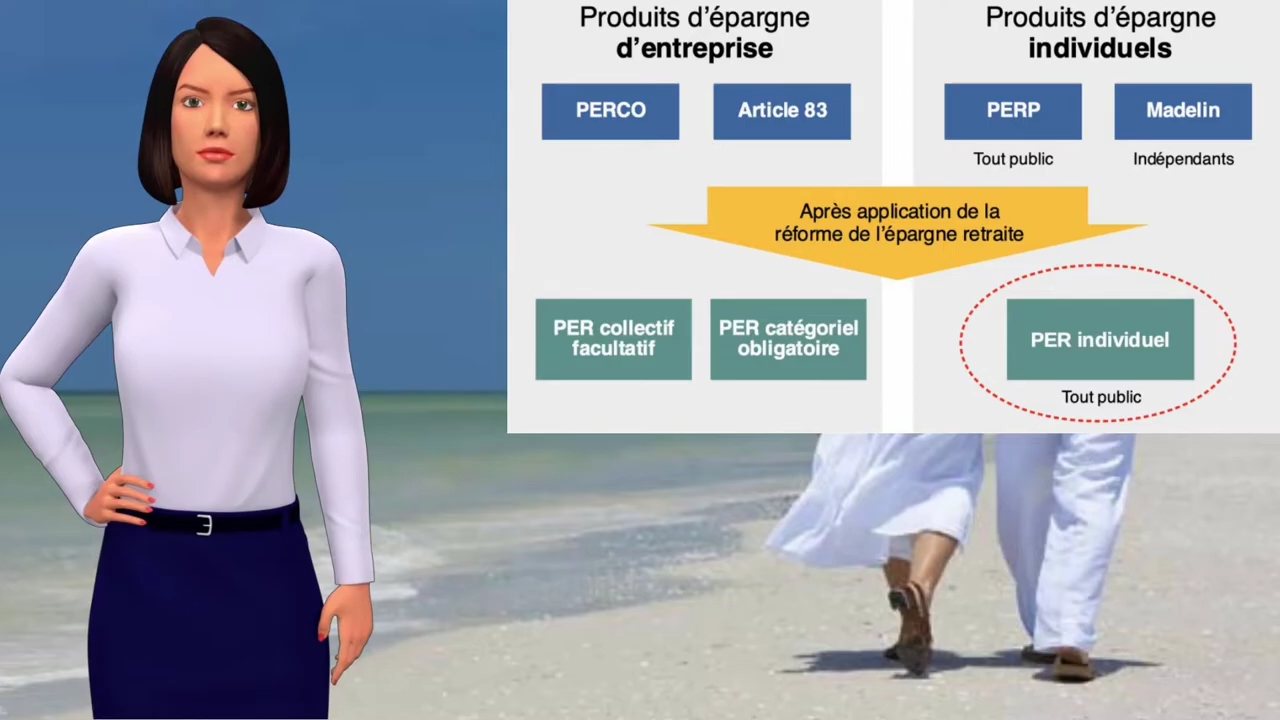 Produits d’épargne
d’entreprise
PERCO
Article 83
Produits d’épargne
individuels
PERP
Madelin
Tout public
Indépendants
Après application de la
réforme de l’épargne retraite
PER collectif
facultatif
PER catégoriel
obligatoire
PER individuel
Tout public